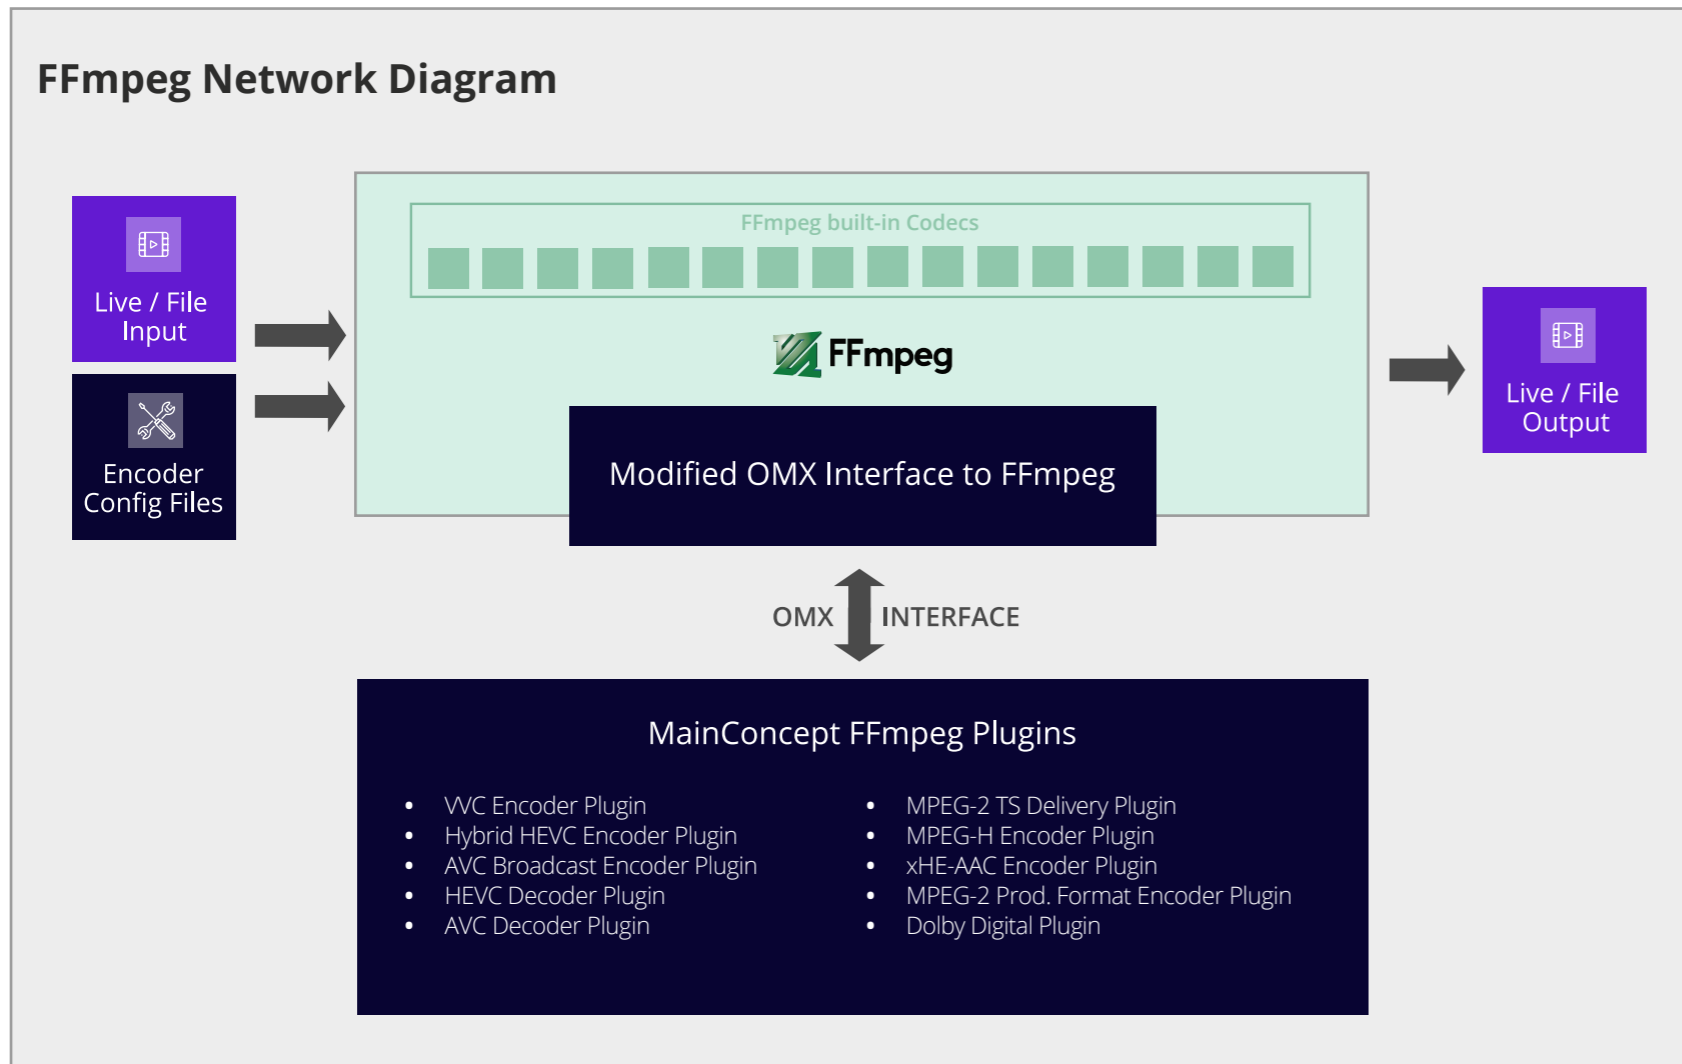 FFmpeg Network Diagram
Live / File
Input
Encoder
Config Files
FFmpeg built-in Codecs
FFmpeg
Modified OMX Interface to FFmpeg
Live / File
Output
OMX INTERFACE
MainConcept FFmpeg Plugins
• VVC Encoder Plugin
• Hybrid HEVC Encoder Plugin
• AVC Broadcast Encoder Plugin
• HEVC Decoder Plugin
• AVC Decoder Plugin
• MPEG-2 TS Delivery Plugin
• MPEG-H Encoder Plugin
• xHE-AAC Encoder Plugin
• MPEG-2 Prod. Format Encoder Plugin
• Dolby Digital Plugin